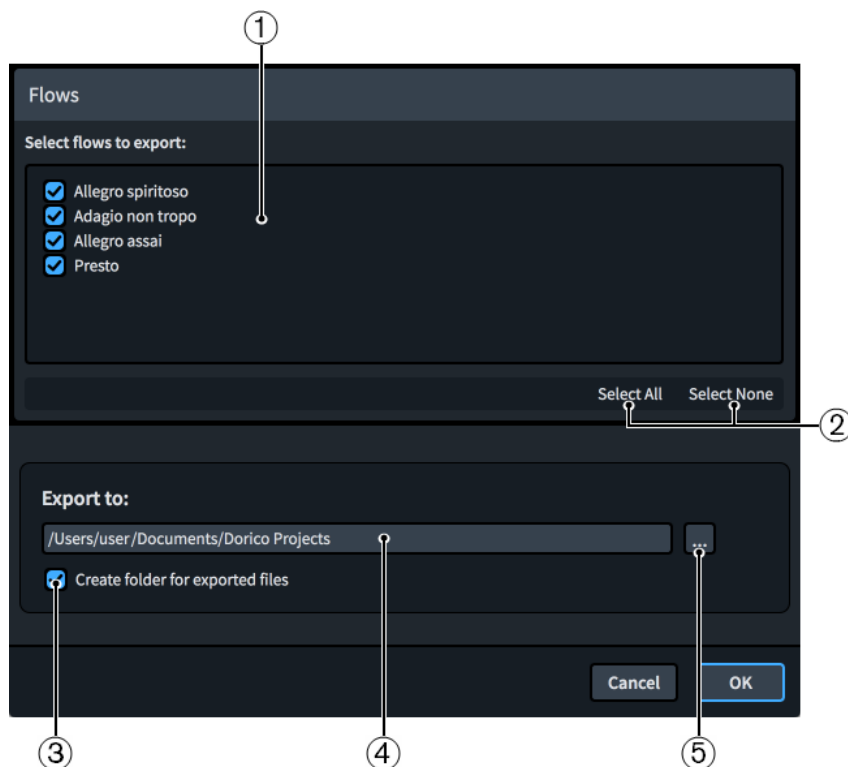 ①
Flows
Select flows to export:
Allegro spiritoso
Adagio non tropo
Allegro assai
Presto
Select All Select None
②
Export to:
/Users/user/Documents/Dorico Projects ...
Create folder for exported files
Cancel OK
③ ④ ⑤